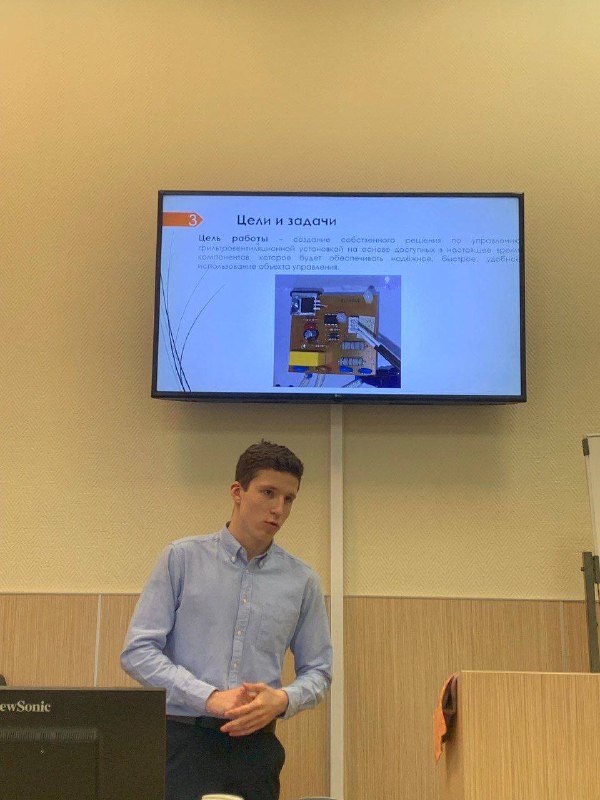 3
Цели и задачи
Цель работы – создание собственного решения по управлению
фильтровентиляционной установкой на основе доступных в настоящее время
компонентов, которое будет обеспечивать надёжное, быстрое, удобное
использование объекта управления.
ewSonic